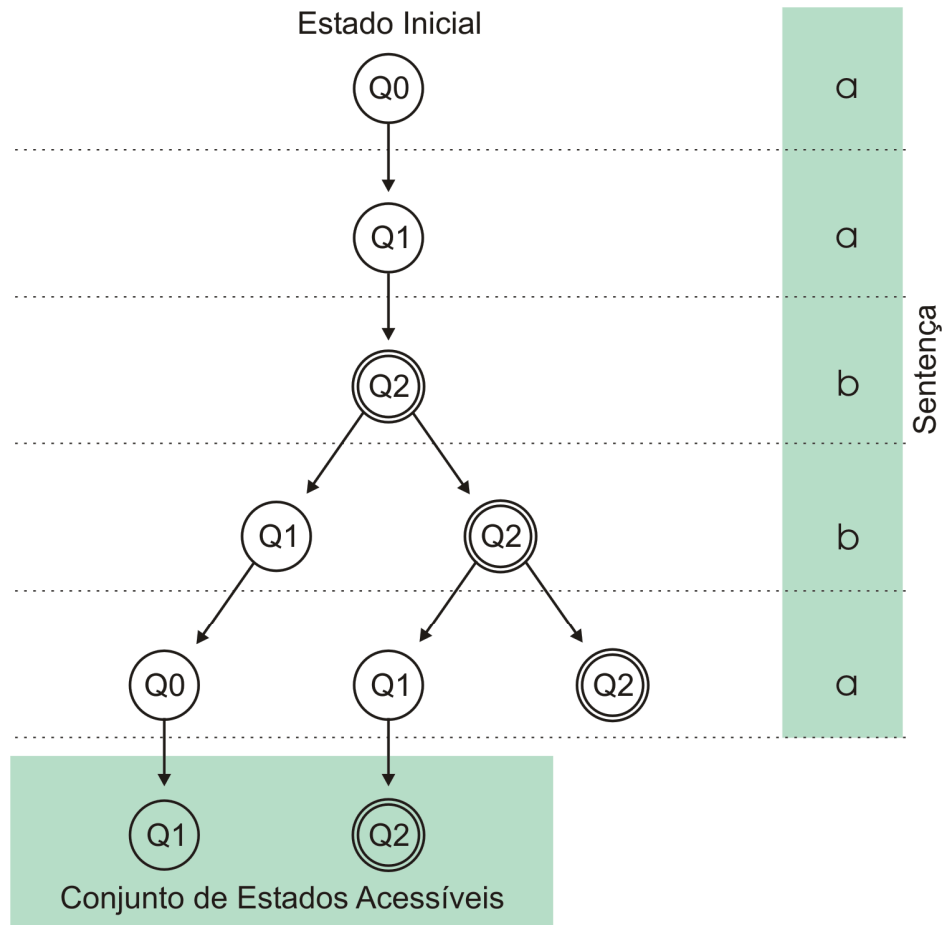 Estado Inicial
Q0 a
Q1 a
Q2 b
Sentença
Q1 Q2 b
Q0 Q1 Q2 a
Q1 Q2
Conjunto de Estados Acessíveis